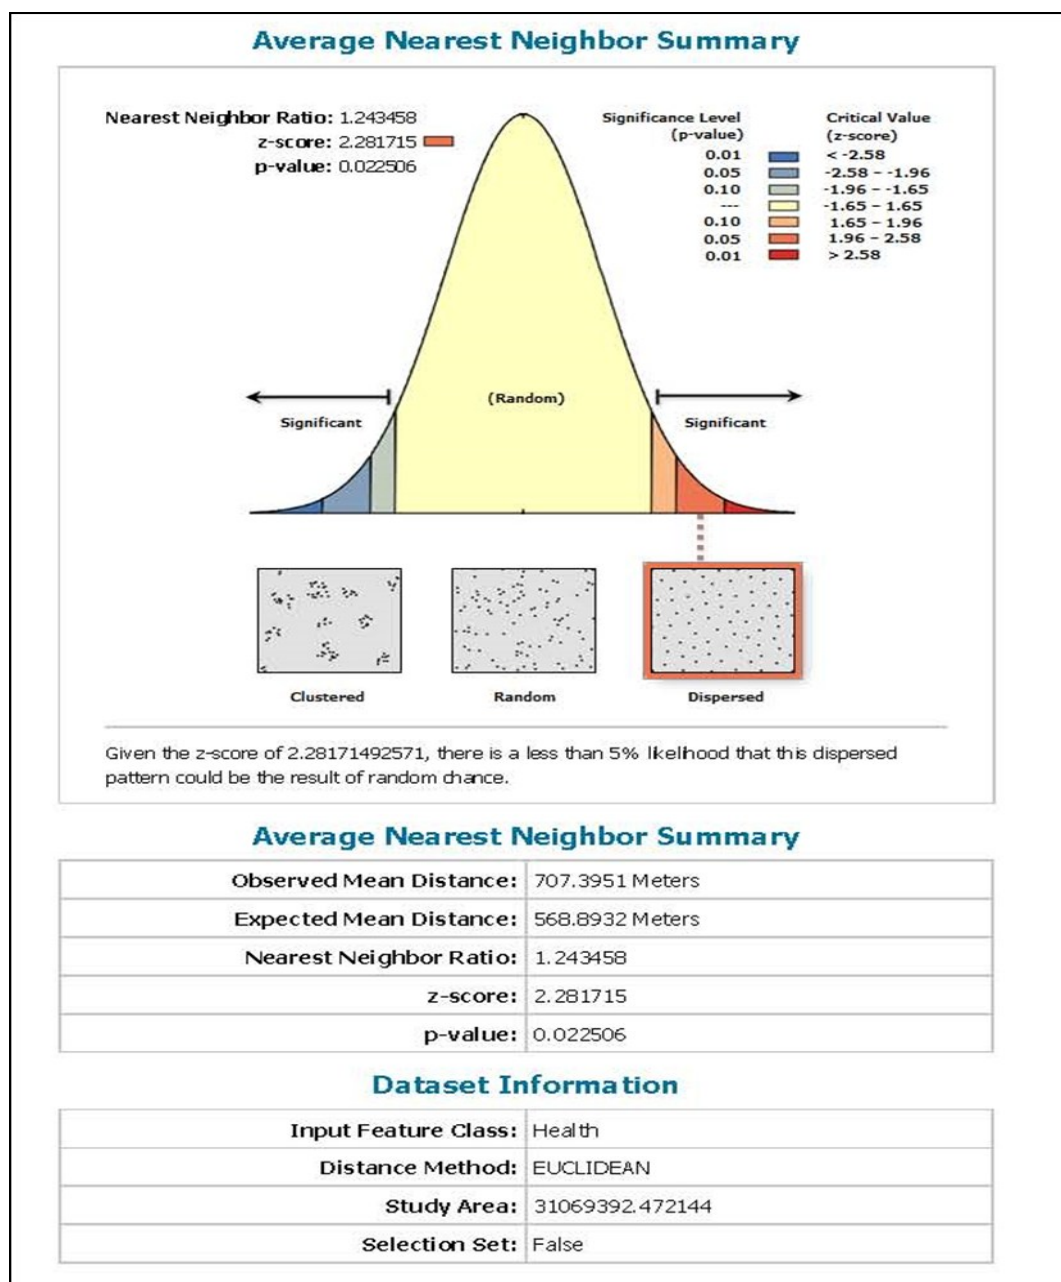 Average Nearest Neighbor Summary
Nearest Neighbor Ratio: 1.243458
z-score: 2.281715
p-value: 0.022506
Significance Level (p-value) Critical Value (z-score)
0.01 < -2.58
0.05 -2.58 – -1.96
0.10 -1.96 – -1.65
--- -1.65 – 1.65
0.10 1.65 – 1.96
0.05 1.96 – 2.58
0.01 > 2.58
(Random)
Significant Significant
Clustered Random Dispersed
Given the z-score of 2.28171492571, there is a less than 5% likelihood that this dispersed
pattern could be the result of random chance.
Average Nearest Neighbor Summary
Observed Mean Distance: 707.3951 Meters
Expected Mean Distance: 568.8932 Meters
Nearest Neighbor Ratio: 1.243458
z-score: 2.281715
p-value: 0.022506
Dataset Information
Input Feature Class: Health
Distance Method: EUCLIDEAN
Study Area: 31069392.472144
Selection Set: False